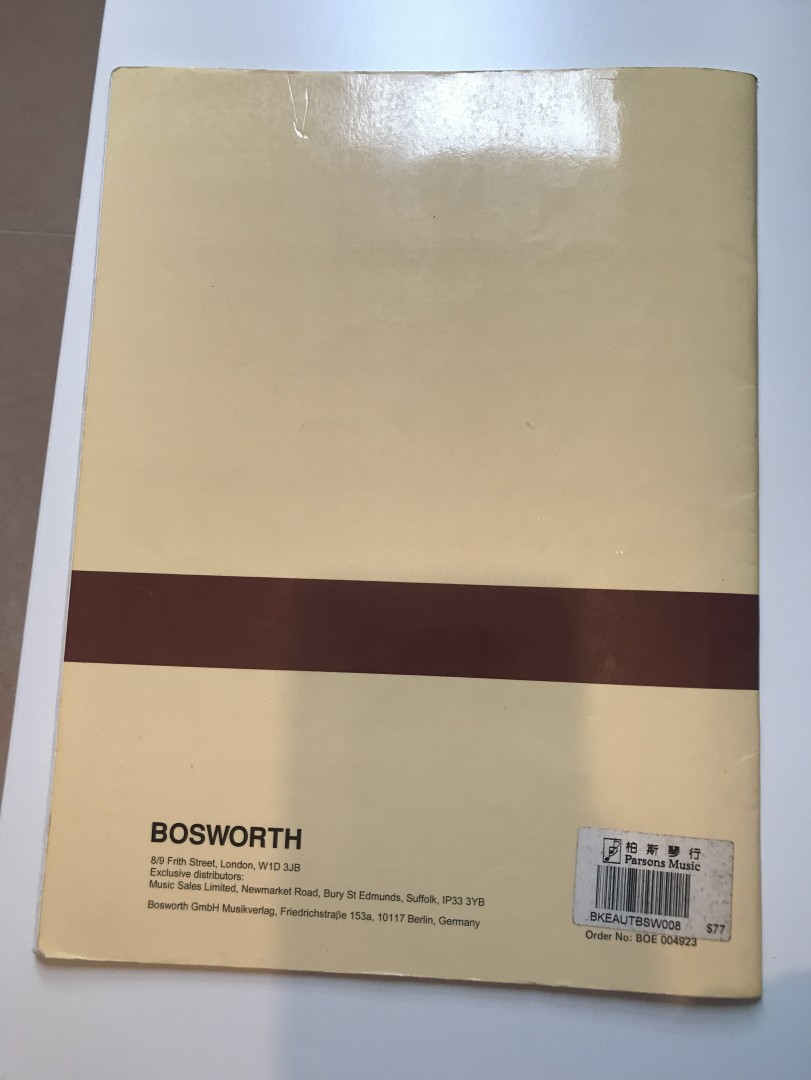 BOSWORTH
8/9 Frith Street, London, W1D 3JB
Exclusive distributors:
Music Sales Limited, Newmarket Road, Bury St Edmunds, Suffolk, IP33 3YB
Bosworth GmbH Musikverlag, Friedrichstraβe 153a, 10117 Berlin, Germany
柏斯琴行
Parsons Music
BKEAUTBSW008
$77
Order No: BOE 004923